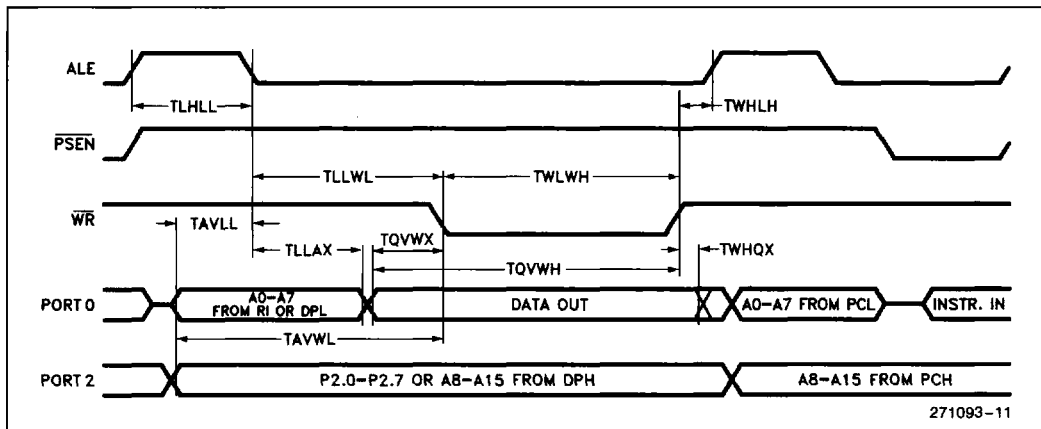 ALE
TLHLL
TWHLH
PSEN
TLLWL
TWLWH
WR
TAVLL
TQVWX
TLLAX
TWHQX
TQVWH
PORT 0
A0-A7
FROM RI OR DPL
DATA OUT
A0-A7 FROM PCL
INSTR. IN
TAVWL
PORT 2
P2.0-P2.7 OR A8-A15 FROM DPH
A8-A15 FROM PCH
271093-11